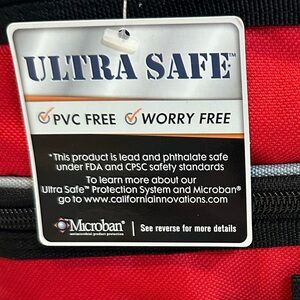 ULTRA SAFE™
PVC FREE WORRY FREE
*This product is lead and phthalate safe
under FDA and CPSC safety standards
To learn more about our
Ultra Safe™ Protection System and Microban®
go to www.californiainnovations.com
Microban® See reverse for more details
antimicrobial product protection